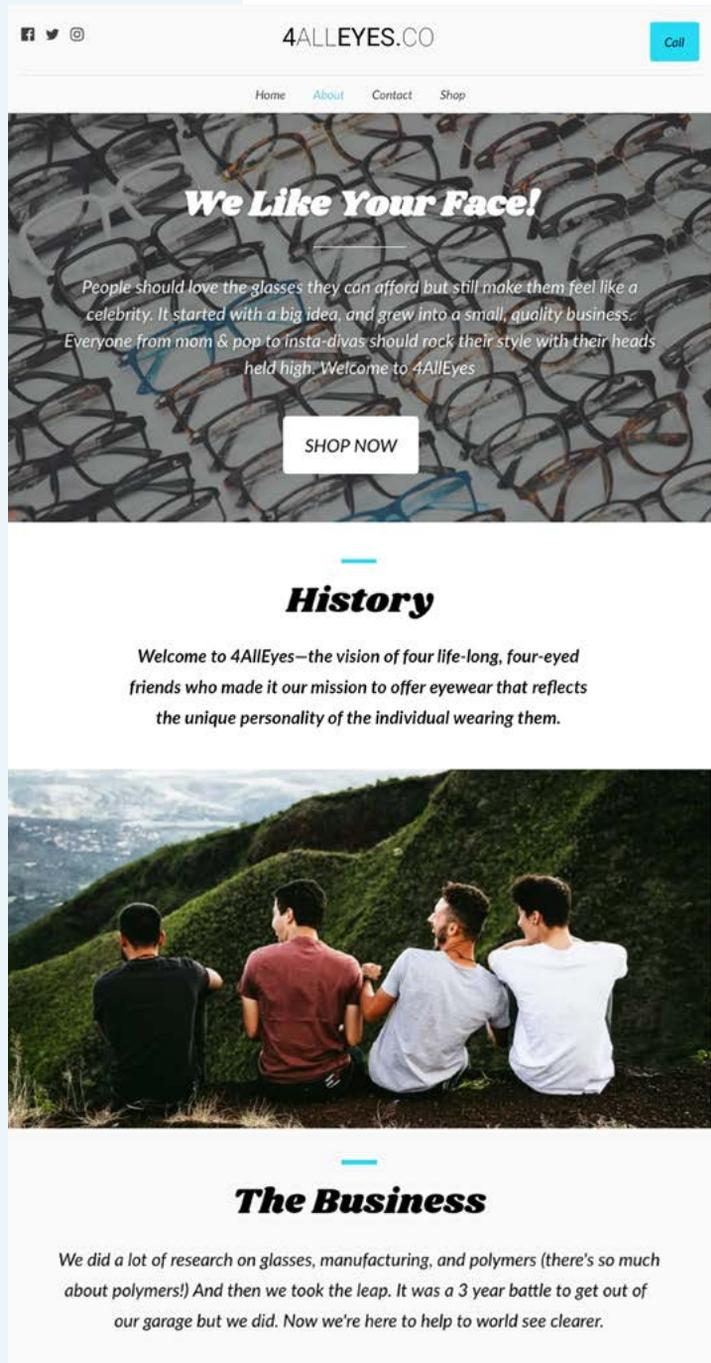 4ALLEYES.CO
Call
Home About Contact Shop
We Like Your Face!
People should love the glasses they can afford but still make them feel like a
celebrity. It started with a big idea, and grew into a small, quality business.
Everyone from mom & pop to insta-divas should rock their style with their heads
held high. Welcome to 4AllEyes
SHOP NOW
History
Welcome to 4AllEyes—the vision of four life-long, four-eyed
friends who made it our mission to offer eyewear that reflects
the unique personality of the individual wearing them.
The Business
We did a lot of research on glasses, manufacturing, and polymers (there's so much
about polymers!) And then we took the leap. It was a 3 year battle to get out of
our garage but we did. Now we're here to help to world see clearer.